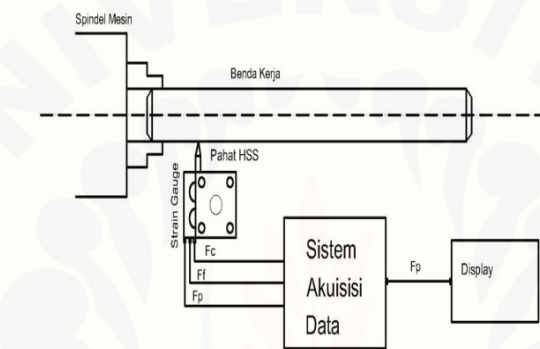 Spindel Mesin
Benda Kerja
Pahat HSS
Strain Gauge
Fc
Ff
Fp
Sistem
Akuisisi
Data
Fp
Display